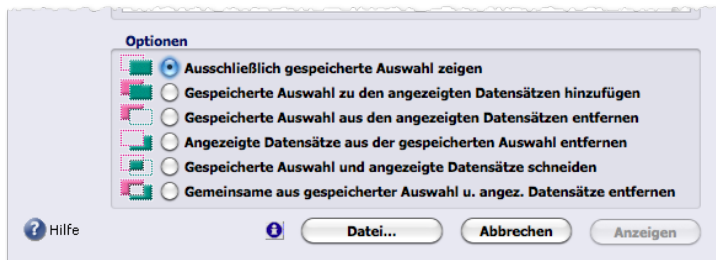 Optionen
Ausschließlich gespeicherte Auswahl zeigen
Gespeicherte Auswahl zu den angezeigten Datensätzen hinzufügen
Gespeicherte Auswahl aus den angezeigten Datensätzen entfernen
Angezeigte Datensätze aus der gespeicherten Auswahl entfernen
Gespeicherte Auswahl und angezeigte Datensätze schneiden
Gemeinsame aus gespeicherter Auswahl u. angez. Datensätze entfernen
Hilfe Datei... Abbrechen Anzeigen